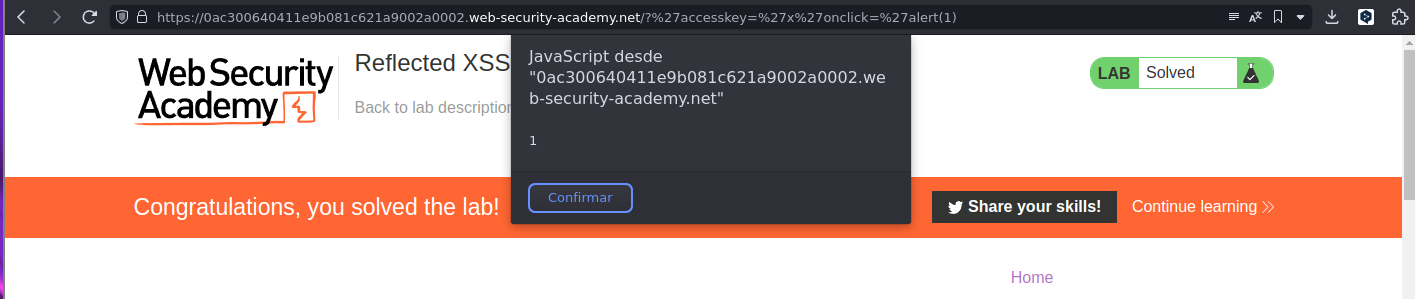 https://0ac300640411e9b081c621a9002a0002.web-security-academy.net/?%27accesskey=%27x%27onclick=%27alert(1)
JavaScript desde
"0ac300640411e9b081c621a9002a0002.we
b-security-academy.net"
1
Confirmar
Web Security
Academy
Reflected XSS
Back to lab description
LAB Solved
Congratulations, you solved the lab!
Share your skills!
Continue learning
Home